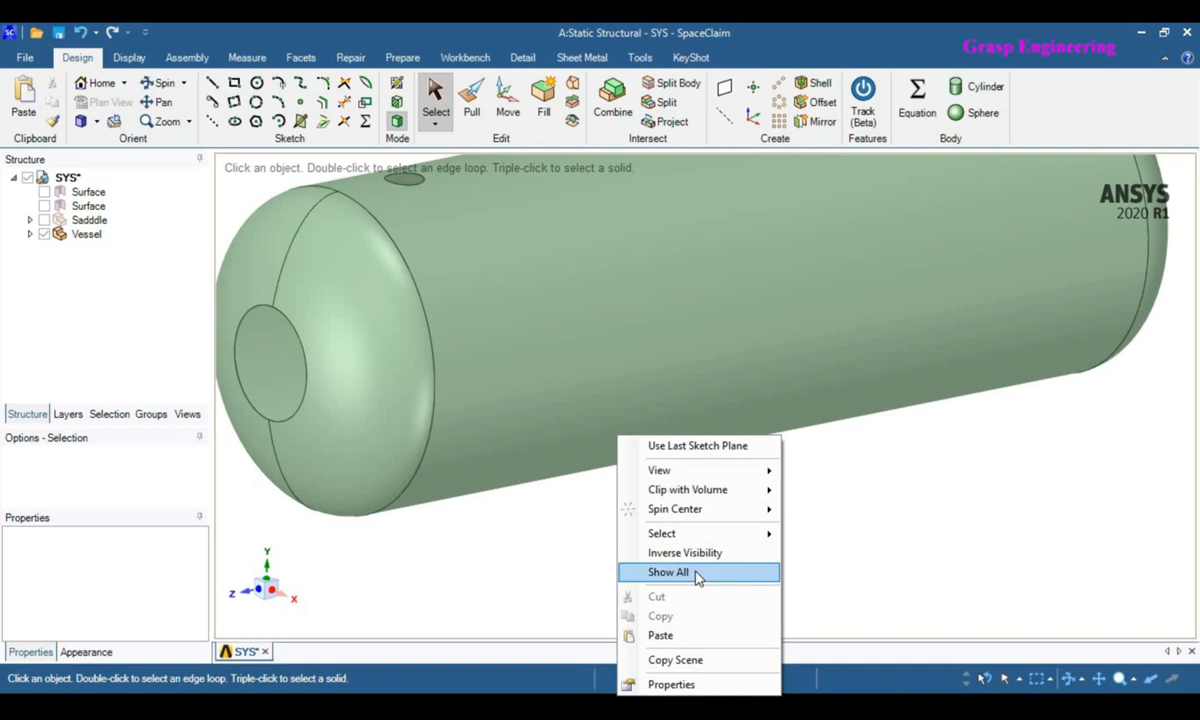 A:Static Structural - SYS - SpaceClaim
Grasp Engineering
File Design Display Assembly Measure Facets Repair Prepare Workbench Detail Sheet Metal Tools KeyShot
Paste
Home Spin
Plan View Pan
Zoom
Select Pull Move Fill
Combine
Split Body
Split
Project
Shell
Offset
Mirror
Track
(Beta)
Equation
Cylinder
Sphere
Clipboard Orient Sketch Mode Edit Intersect Create Features Body
Structure
SYS*
Surface
Surface
Sadddle
Vessel
Click an object. Double-click to select an edge loop. Triple-click to select a solid.
ANSYS
2020 R1
Structure Layers Selection Groups Views
Options - Selection
Properties
Use Last Sketch Plane
View
Clip with Volume
Spin Center
Select
Inverse Visibility
Show All
Cut
Copy
Paste
Copy Scene
Properties
Y
Z
X
Properties Appearance
SYS*
Click an object. Double-click to select an edge loop. Triple-click to select a solid.